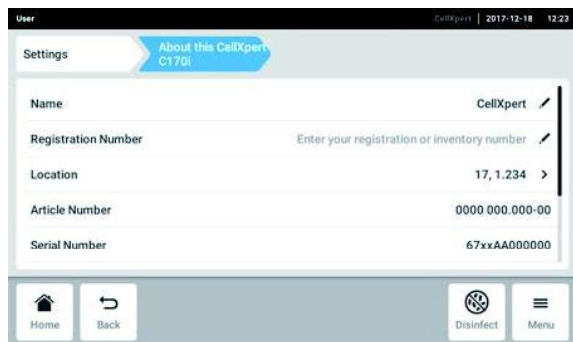 User CellXpert | 2017-12-18 12:23
Settings About this CellXpert
C170i
Name CellXpert
Registration Number Enter your registration or inventory number
Location 17, 1.234 >
Article Number 0000 000.000-00
Serial Number 67xxAA000000
Home Back Disinfect Menu